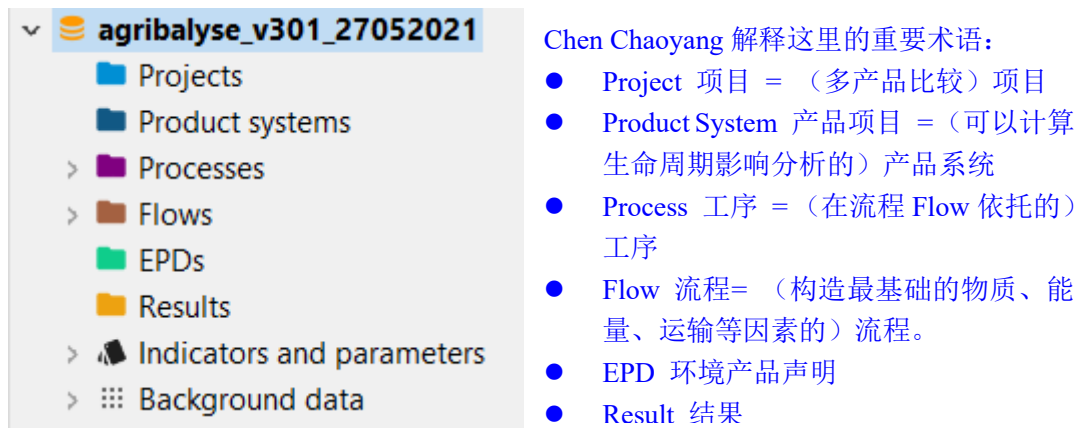 agribalyse_v301_27052021
Projects
Product systems
Processes
Flows
EPDs
Results
Indicators and parameters
Background data
Chen Chaoyang 解释这里的重要术语：
● Project 项目 = （多产品比较）项目
● Product System 产品项目 =（可以计算
生命周期影响分析的）产品系统
● Process 工序 = （在流程 Flow 依托的）
工序
● Flow 流程= （构造最基础的物质、能
量、运输等因素的）流程。
● EPD 环境产品声明
● Result 结果